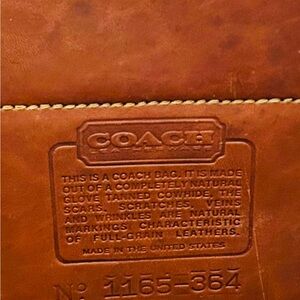 COACH
LEATHERWARE
THIS IS A COACH BAG. IT IS MADE
OUT OF A COMPLETELY NATURAL
GLOVE TANNED COWHIDE, THE
SCARS, SCRATCHES, VEINS
AND WRINKLES ARE NATURAL
MARKINGS CHARACTERISTIC
OF FULL GRAIN LEATHERS.
MADE IN THE UNITED STATES
No: 1165-364